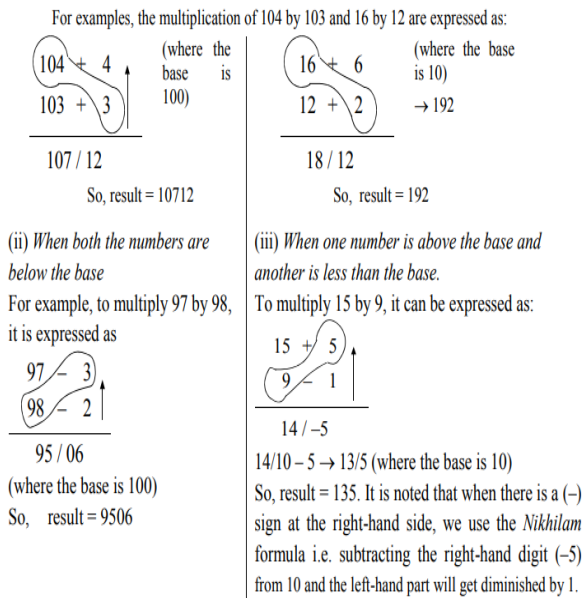 For examples, the multiplication of 104 by 103 and 16 by 12 are expressed as:
104 + 4
103 + 3
(where the
base is
100)
107 / 12
So, result = 10712
16 + 6
12 + 2
(where the base
is 10)
→ 192
18 / 12
So, result = 192
(ii) When both the numbers are
below the base
For example, to multiply 97 by 98,
it is expressed as
97 – 3
98 – 2
95 / 06
(where the base is 100)
So, result = 9506
(iii) When one number is above the base and
another is less than the base.
To multiply 15 by 9, it can be expressed as:
15 + 5
9 – 1
14 / –5
14/10 – 5 → 13/5 (where the base is 10)
So, result = 135. It is noted that when there is a (–)
sign at the right-hand side, we use the Nikhilam
formula i.e. subtracting the right-hand digit (–5)
from 10 and the left-hand part will get diminished by 1.